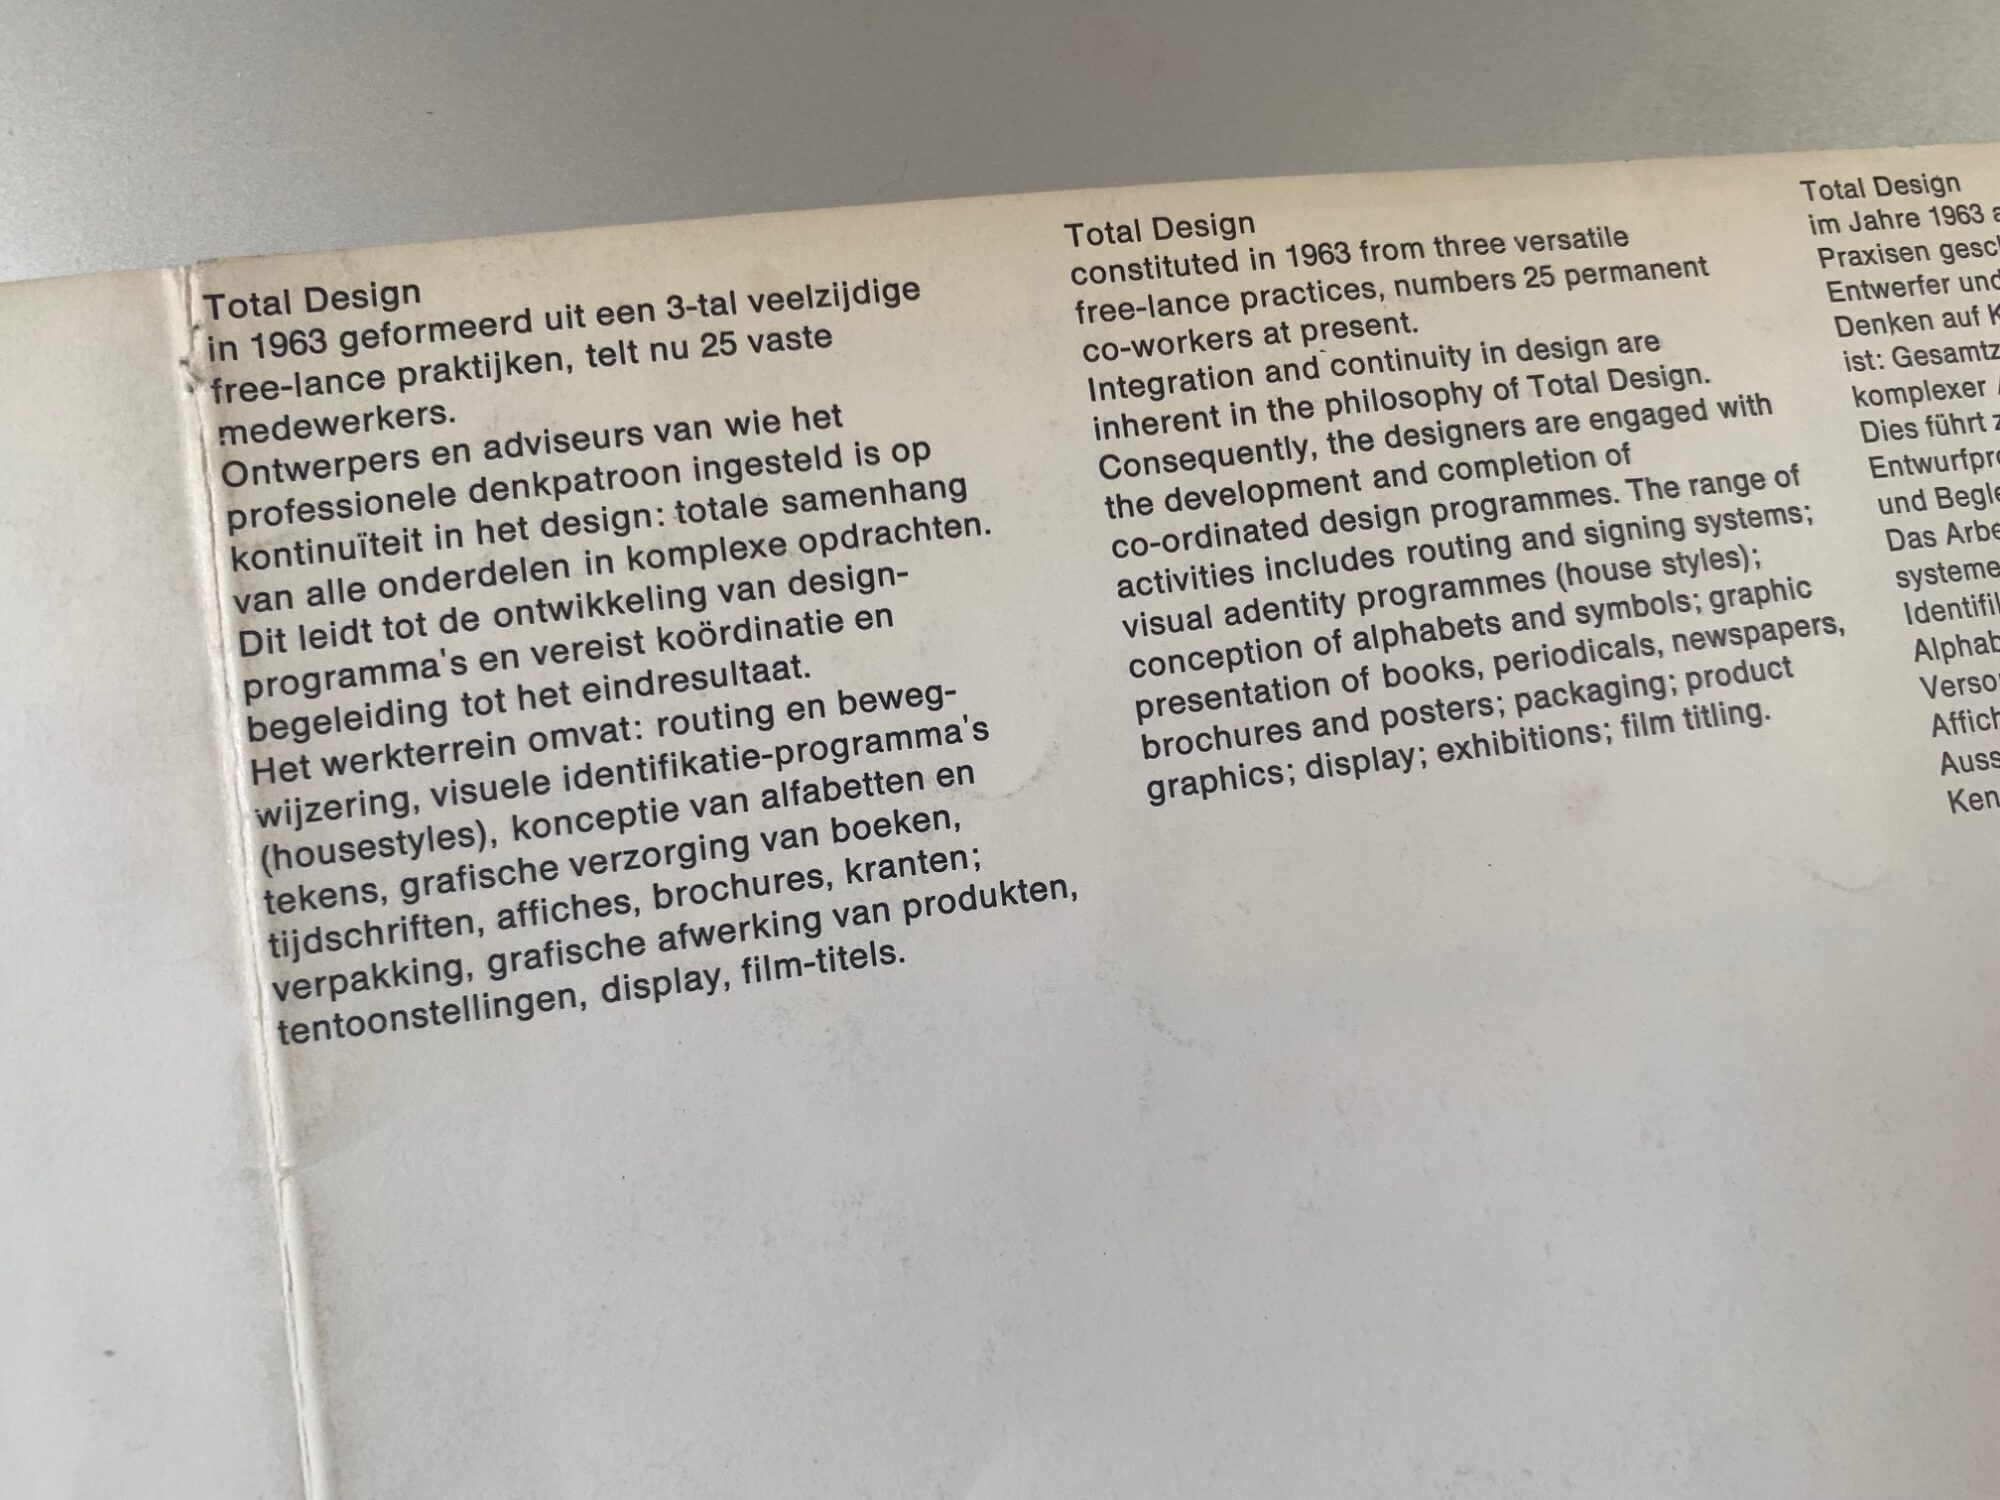 Total Design
in 1963 geformeerd uit een 3-tal veelzijdige
free-lance praktijken, telt nu 25 vaste
medewerkers.
Ontwerpers en adviseurs van wie het
professionele denkpatroon ingesteld is op
kontinuïteit in het design: totale samenhang
van alle onderdelen in komplexe opdrachten.
Dit leidt tot de ontwikkeling van design-
programma's en vereist koördinatie en
begeleiding tot het eindresultaat.
Het werkterrein omvat: routing en beweg-
wijzering, visuele identifikatie-programma's
(housestyles), konceptie van alfabetten en
tekens, grafische verzorging van boeken,
tijdschriften, affiches, brochures, kranten;
verpakking, grafische afwerking van produkten,
tentoonstellingen, display, film-titels.
Total Design
constituted in 1963 from three versatile
free-lance practices, numbers 25 permanent
co-workers at present.
Integration and continuity in design are
inherent in the philosophy of Total Design.
Consequently, the designers are engaged with
the development and completion of
co-ordinated design programmes. The range of
activities includes routing and signing systems;
visual adentity programmes (house styles);
conception of alphabets and symbols; graphic
presentation of books, periodicals, newspapers,
brochures and posters; packaging; product
graphics; display; exhibitions; film titling.
Total Design
im Jahre 1963
Praxisen
Entwerfer
Denken auf
ist:
komplexer
Dies führt
und
Das